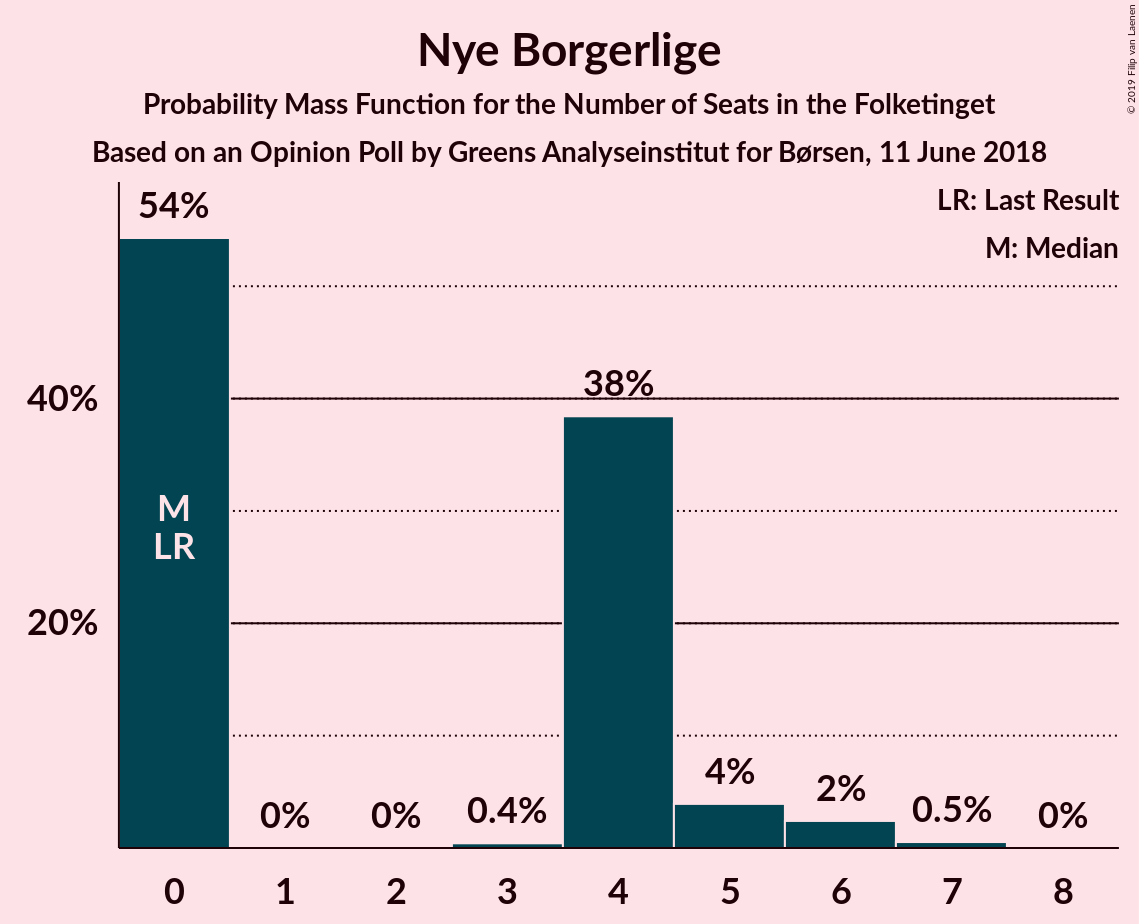 Nye Borgerlige
Probability Mass Function for the Number of Seats in the Folketinget
Based on an Opinion Poll by Greens Analyseinstitut for Børsen, 11 June 2018
© 2019 Filip van Laenen
LR: Last Result
M: Median
54%
40%
38%
M
LR
20%
0%
0%
0.4%
4%
2%
0.5%
0%
0
1
2
3
4
5
6
7
8